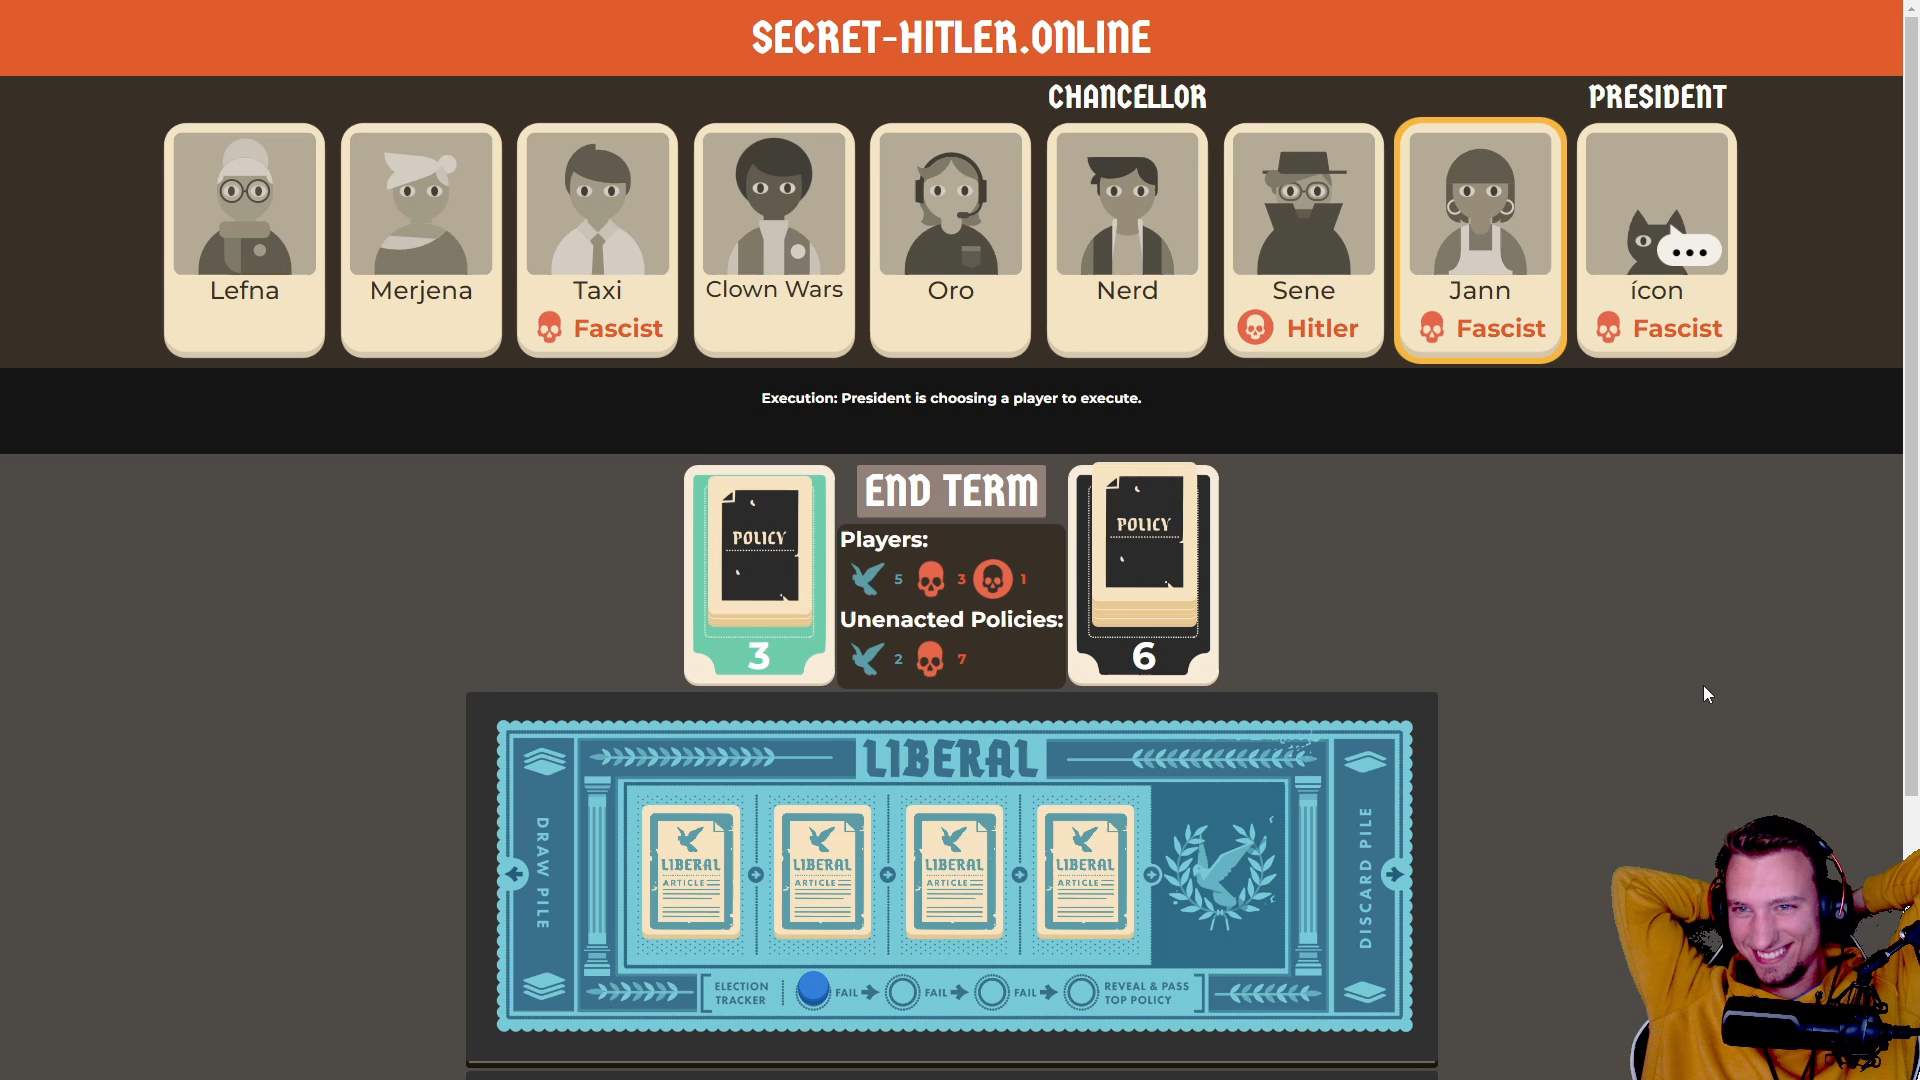 SECRET-HITLER.ONLINE
CHANCELLOR
PRESIDENT
Lefna
Merjena
Taxi
Clown Wars
Oro
Nerd
Sene
Jann
ícon
Fascist
Hitler
Fascist
Fascist
Execution: President is choosing a player to execute.
POLICY
3
END TERM
Players:
5 3 1
Unenacted Policies:
2 7
POLICY
6
LIBERAL
DRAW PILE
LIBERAL
ARTICLE
LIBERAL
ARTICLE
LIBERAL
ARTICLE
LIBERAL
ARTICLE
DISCARD PILE
ELECTION
TRACKER
FAIL
FAIL
FAIL
REVEAL & PASS
TOP POLICY